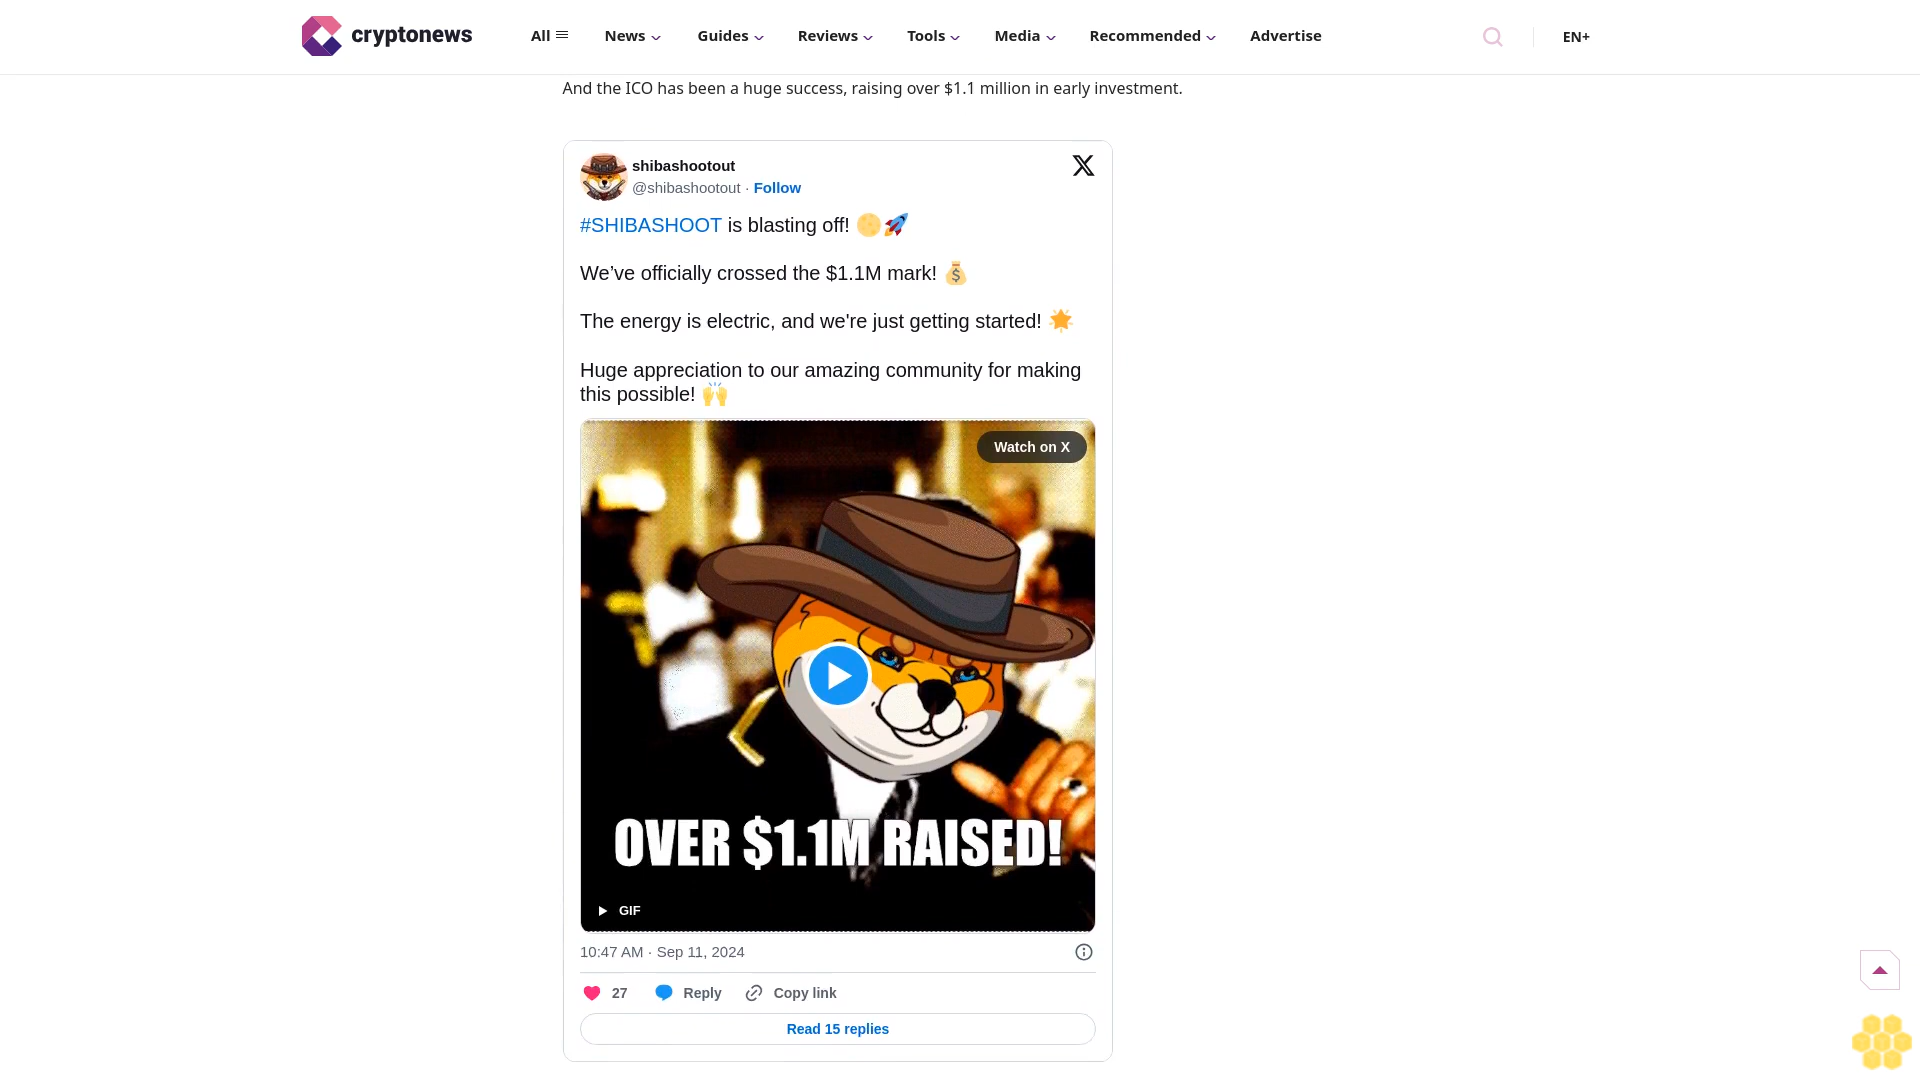 cryptonews
All
News
Guides
Reviews
Tools
Media
Recommended
Advertise
EN+
And the ICO has been a huge success, raising over $1.1 million in early investment.
shibashootout
@shibashootout · Follow
#SHIBASHOOT is blasting off! 🌕🚀
We’ve officially crossed the $1.1M mark! 💰
The energy is electric, and we're just getting started! 🌟
Huge appreciation to our amazing community for making
this possible! 🙌
Watch on X
OVER $1.1M RAISED!
GIF
10:47 AM · Sep 11, 2024
27
Reply
Copy link
Read 15 replies